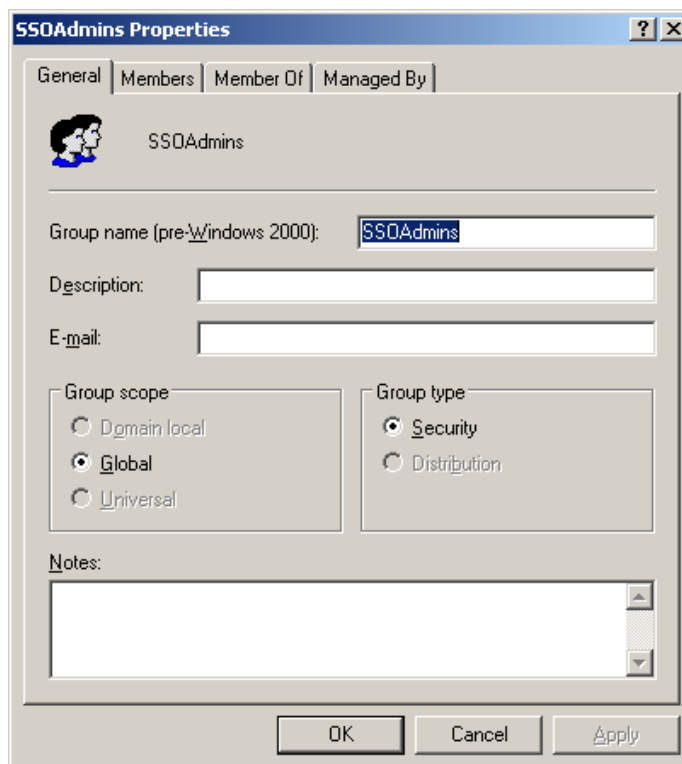 SSOAdmins Properties
General Members Member Of Managed By
SSOAdmins
Group name (pre-Windows 2000): SSOAdmins
Description:
E-mail:
Group scope Group type
Domain local Security
Global Distribution
Universal
Notes:
OK Cancel Apply